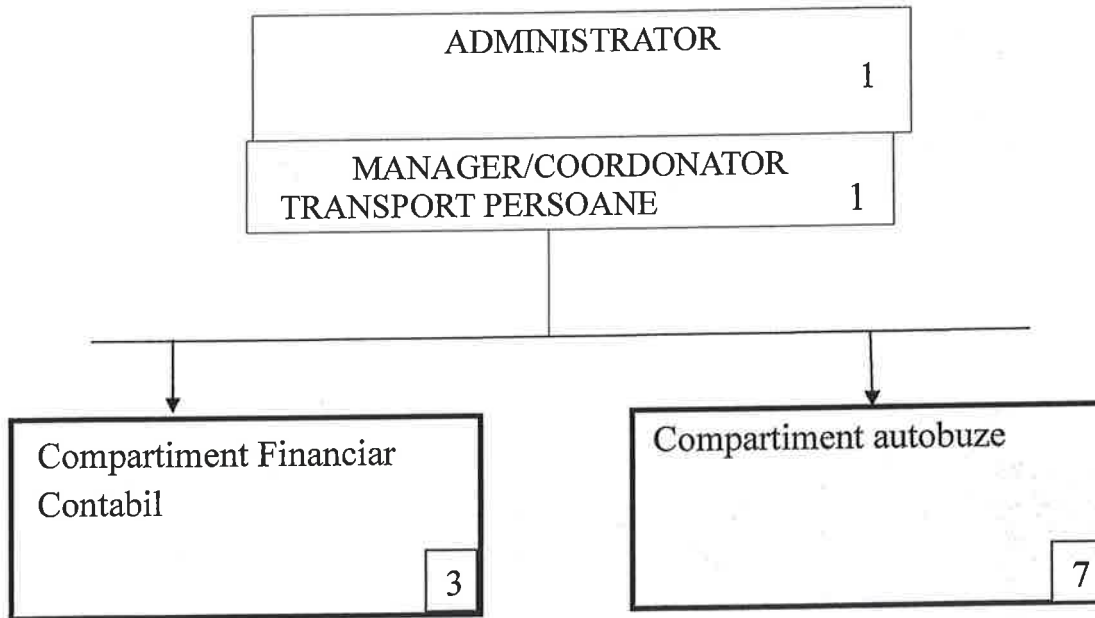 ADMINISTRATOR
1
MANAGER/COORDONATOR
TRANSPORT PERSOANE 1
Compartiment Financiar
Contabil
3
Compartiment autobuze
7